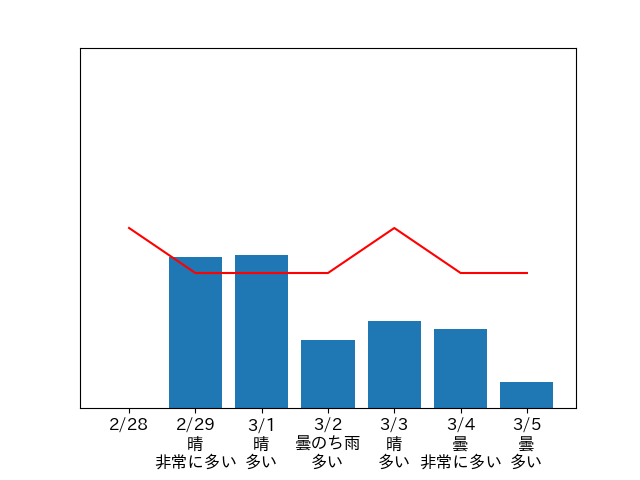 2/28 2/29 3/1 3/2 3/3 3/4 3/5
晴 晴 曇のち雨 晴 曇 曇
非常に多い 多い 多い 多い 非常に多い 多い